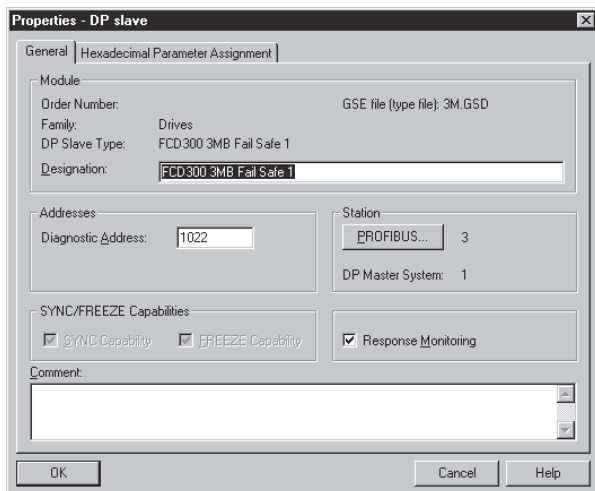 Properties - DP slave
General Hexadecimal Parameter Assignment
Module
Order Number: GSE file (type file): 3M.GSD
Family: Drives
DP Slave Type: FCD300 3MB Fail Safe 1
Designation: FCD300 3MB Fail Safe 1
Addresses
Diagnostic Address: 1022
Station
PROFIBUS... 3
DP Master System: 1
SYNC/FREEZE Capabilities
SYNC Capability FREEZE Capability
Response Monitoring
Comment:
OK Cancel Help